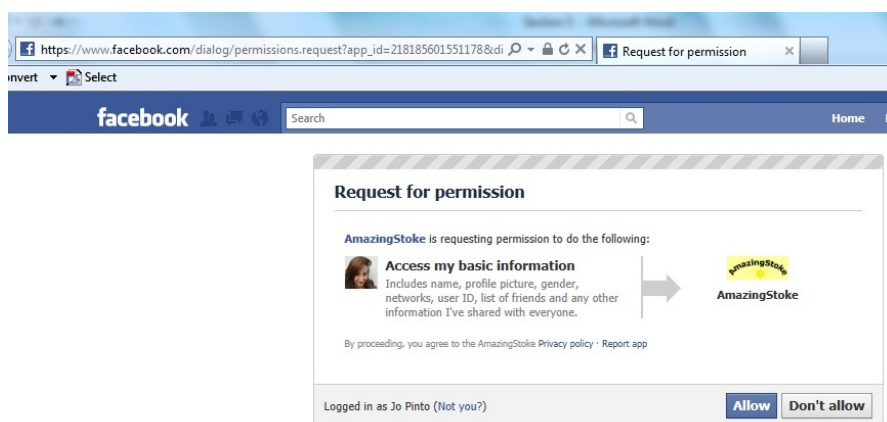 https://www.facebook.com/dialog/permissions.request?app_id=218185601551178&di
Request for permission
onvert Select
facebook Search Home
Request for permission
AmazingStoke is requesting permission to do the following:
Access my basic information
Includes name, profile picture, gender,
networks, user ID, list of friends and any other
information I've shared with everyone.
AmazingStoke
AmazingStoke
By proceeding, you agree to the AmazingStoke Privacy policy · Report app
Logged in as Jo Pinto (Not you?) Allow Don't allow